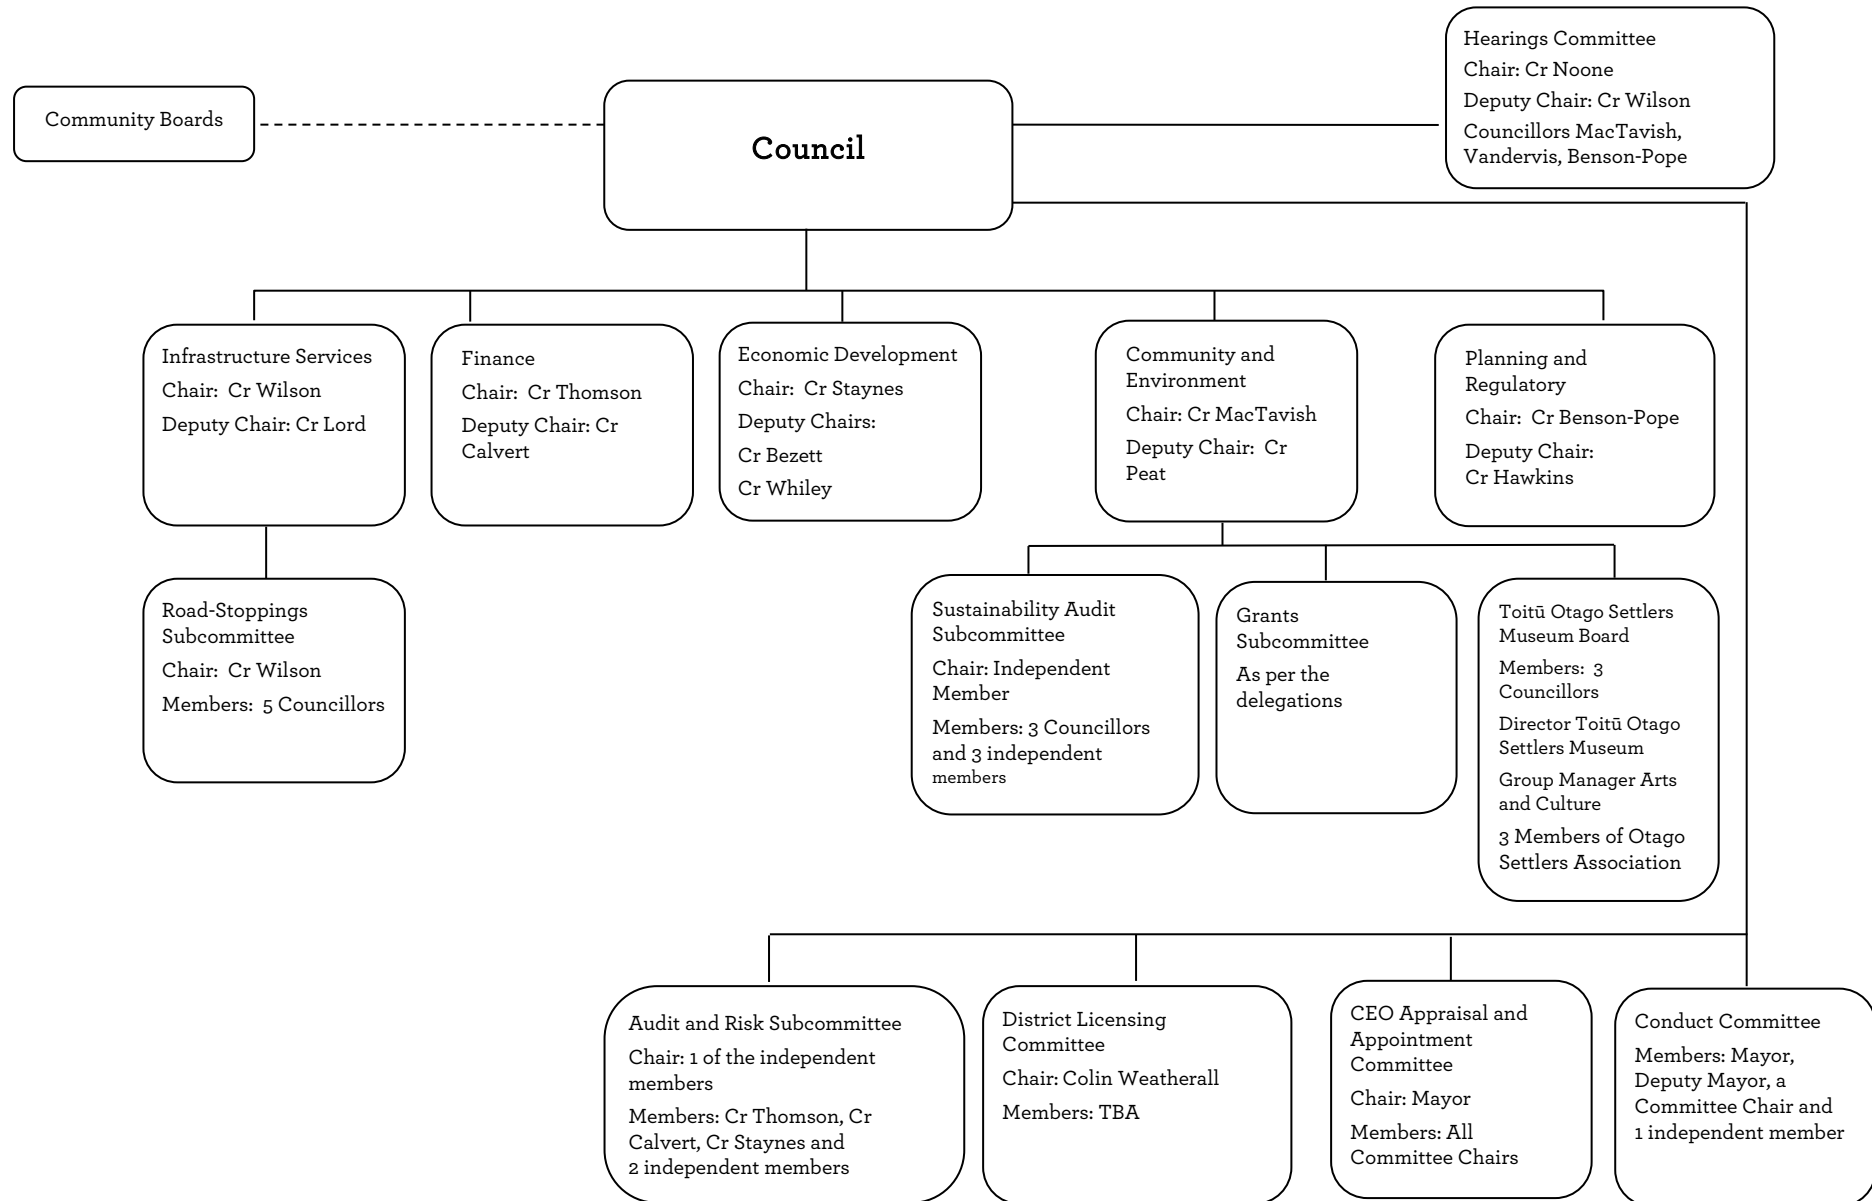 Hearings Committee
Chair: Cr Noone
Deputy Chair: Cr Wilson
Councillors MacTavish,
Vandervis, Benson-Pope
Community Boards
Council
Infrastructure Services
Chair: Cr Wilson
Deputy Chair: Cr Lord
Finance
Chair: Cr Thomson
Deputy Chair: Cr
Calvert
Economic Development
Chair: Cr Staynes
Deputy Chairs:
Cr Bezett
Cr Whiley
Community and
Environment
Chair: Cr MacTavish
Deputy Chair: Cr
Peat
Planning and
Regulatory
Chair: Cr Benson-Pope
Deputy Chair:
Cr Hawkins
Road-Stoppings
Subcommittee
Chair: Cr Wilson
Members: 5 Councillors
Sustainability Audit
Subcommittee
Chair: Independent
Member
Members: 3 Councillors
and 3 independent
members
Grants
Subcommittee
As per the
delegations
Toitū Otago Settlers
Museum Board
Members: 3
Councillors
Director Toitū Otago
Settlers Museum
Group Manager Arts
and Culture
3 Members of Otago
Settlers Association
Audit and Risk Subcommittee
Chair: 1 of the independent
members
Members: Cr Thomson, Cr
Calvert, Cr Staynes and
2 independent members
District Licensing
Committee
Chair: Colin Weatherall
Members: TBA
CEO Appraisal and
Appointment
Committee
Chair: Mayor
Members: All
Committee Chairs
Conduct Committee
Members: Mayor,
Deputy Mayor, a
Committee Chair and
1 independent member